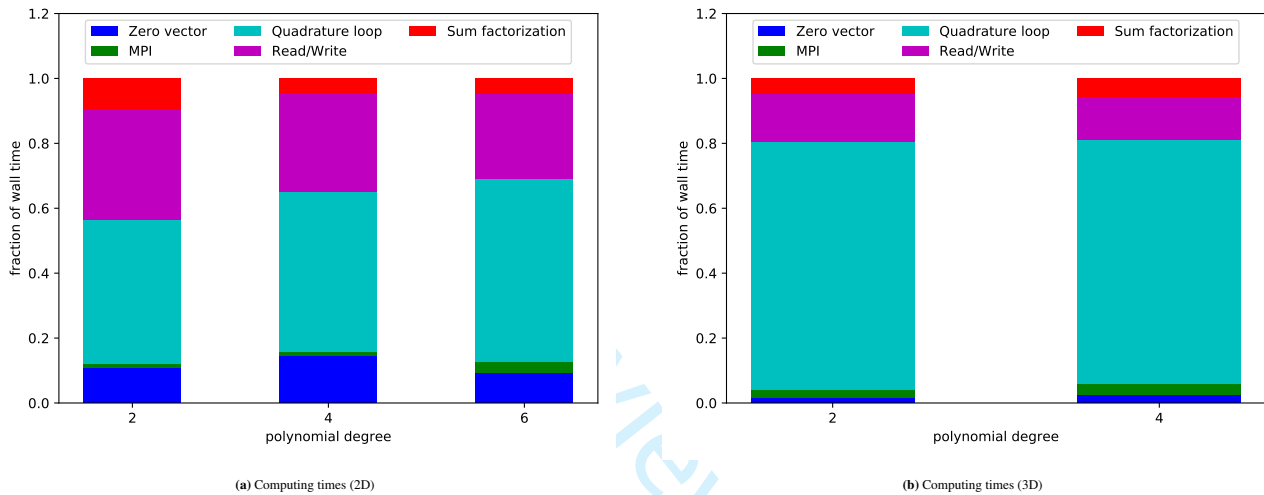 1.2
Zero vector
Quadrature loop
Sum factorization
MPI
Read/Write
1.0
0.8
0.6
0.4
0.2
0.0
fraction of wall time
2
4
6
polynomial degree
(a) Computing times (2D)
1.2
Zero vector
Quadrature loop
Sum factorization
MPI
Read/Write
1.0
0.8
0.6
0.4
0.2
0.0
fraction of wall time
2
4
polynomial degree
(b) Computing times (3D)